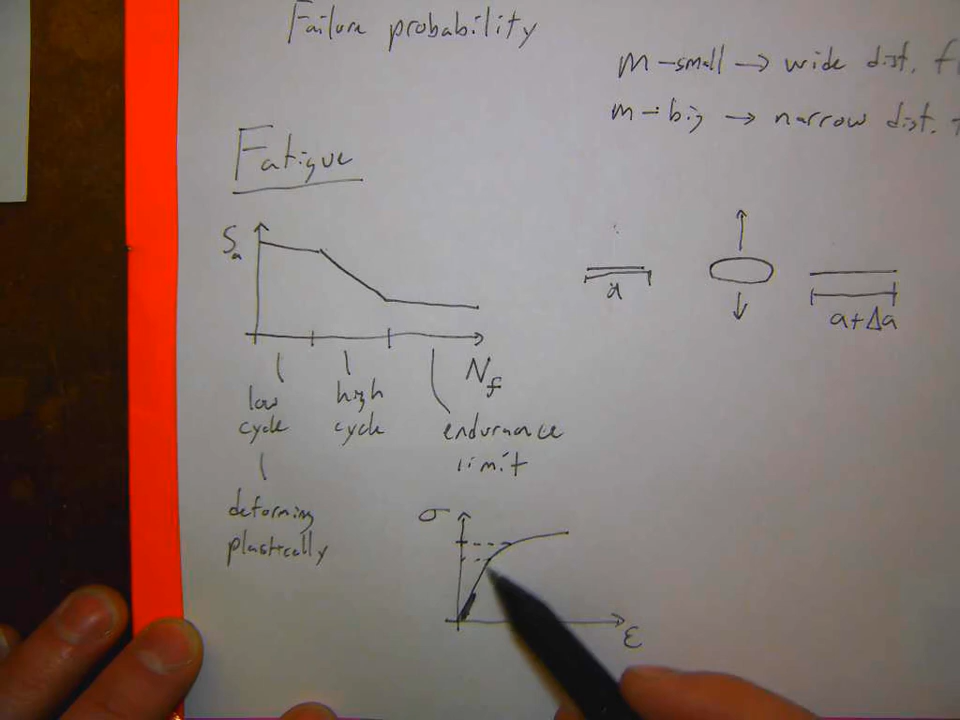 Failure probability
m - small → wide dist.
m - big → narrow dist.
Fatigue
Sa
Nf
low cycle
high cycle
endurance limit
deforming plastically
a
a+Δa
σ
ε